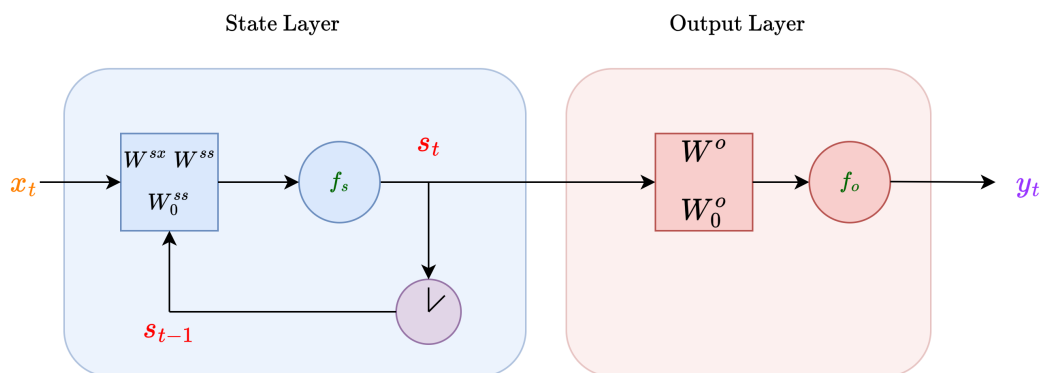 State Layer
Output Layer
x_t
W^{sx} W^{ss}
W_0^{ss}
f_s
s_t
s_{t-1}
W^o
W_0^o
f_o
y_t